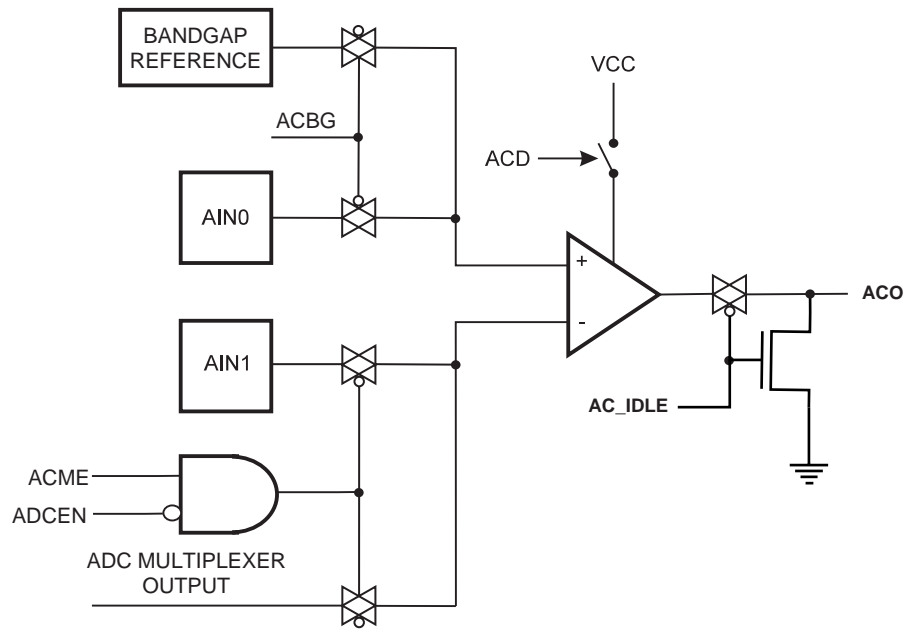 BANDGAP
REFERENCE
VCC
ACBG
ACD
AIN0
+
-
ACO
AIN1
AC_IDLE
ACME
ADCEN
ADC MULTIPLEXER
OUTPUT